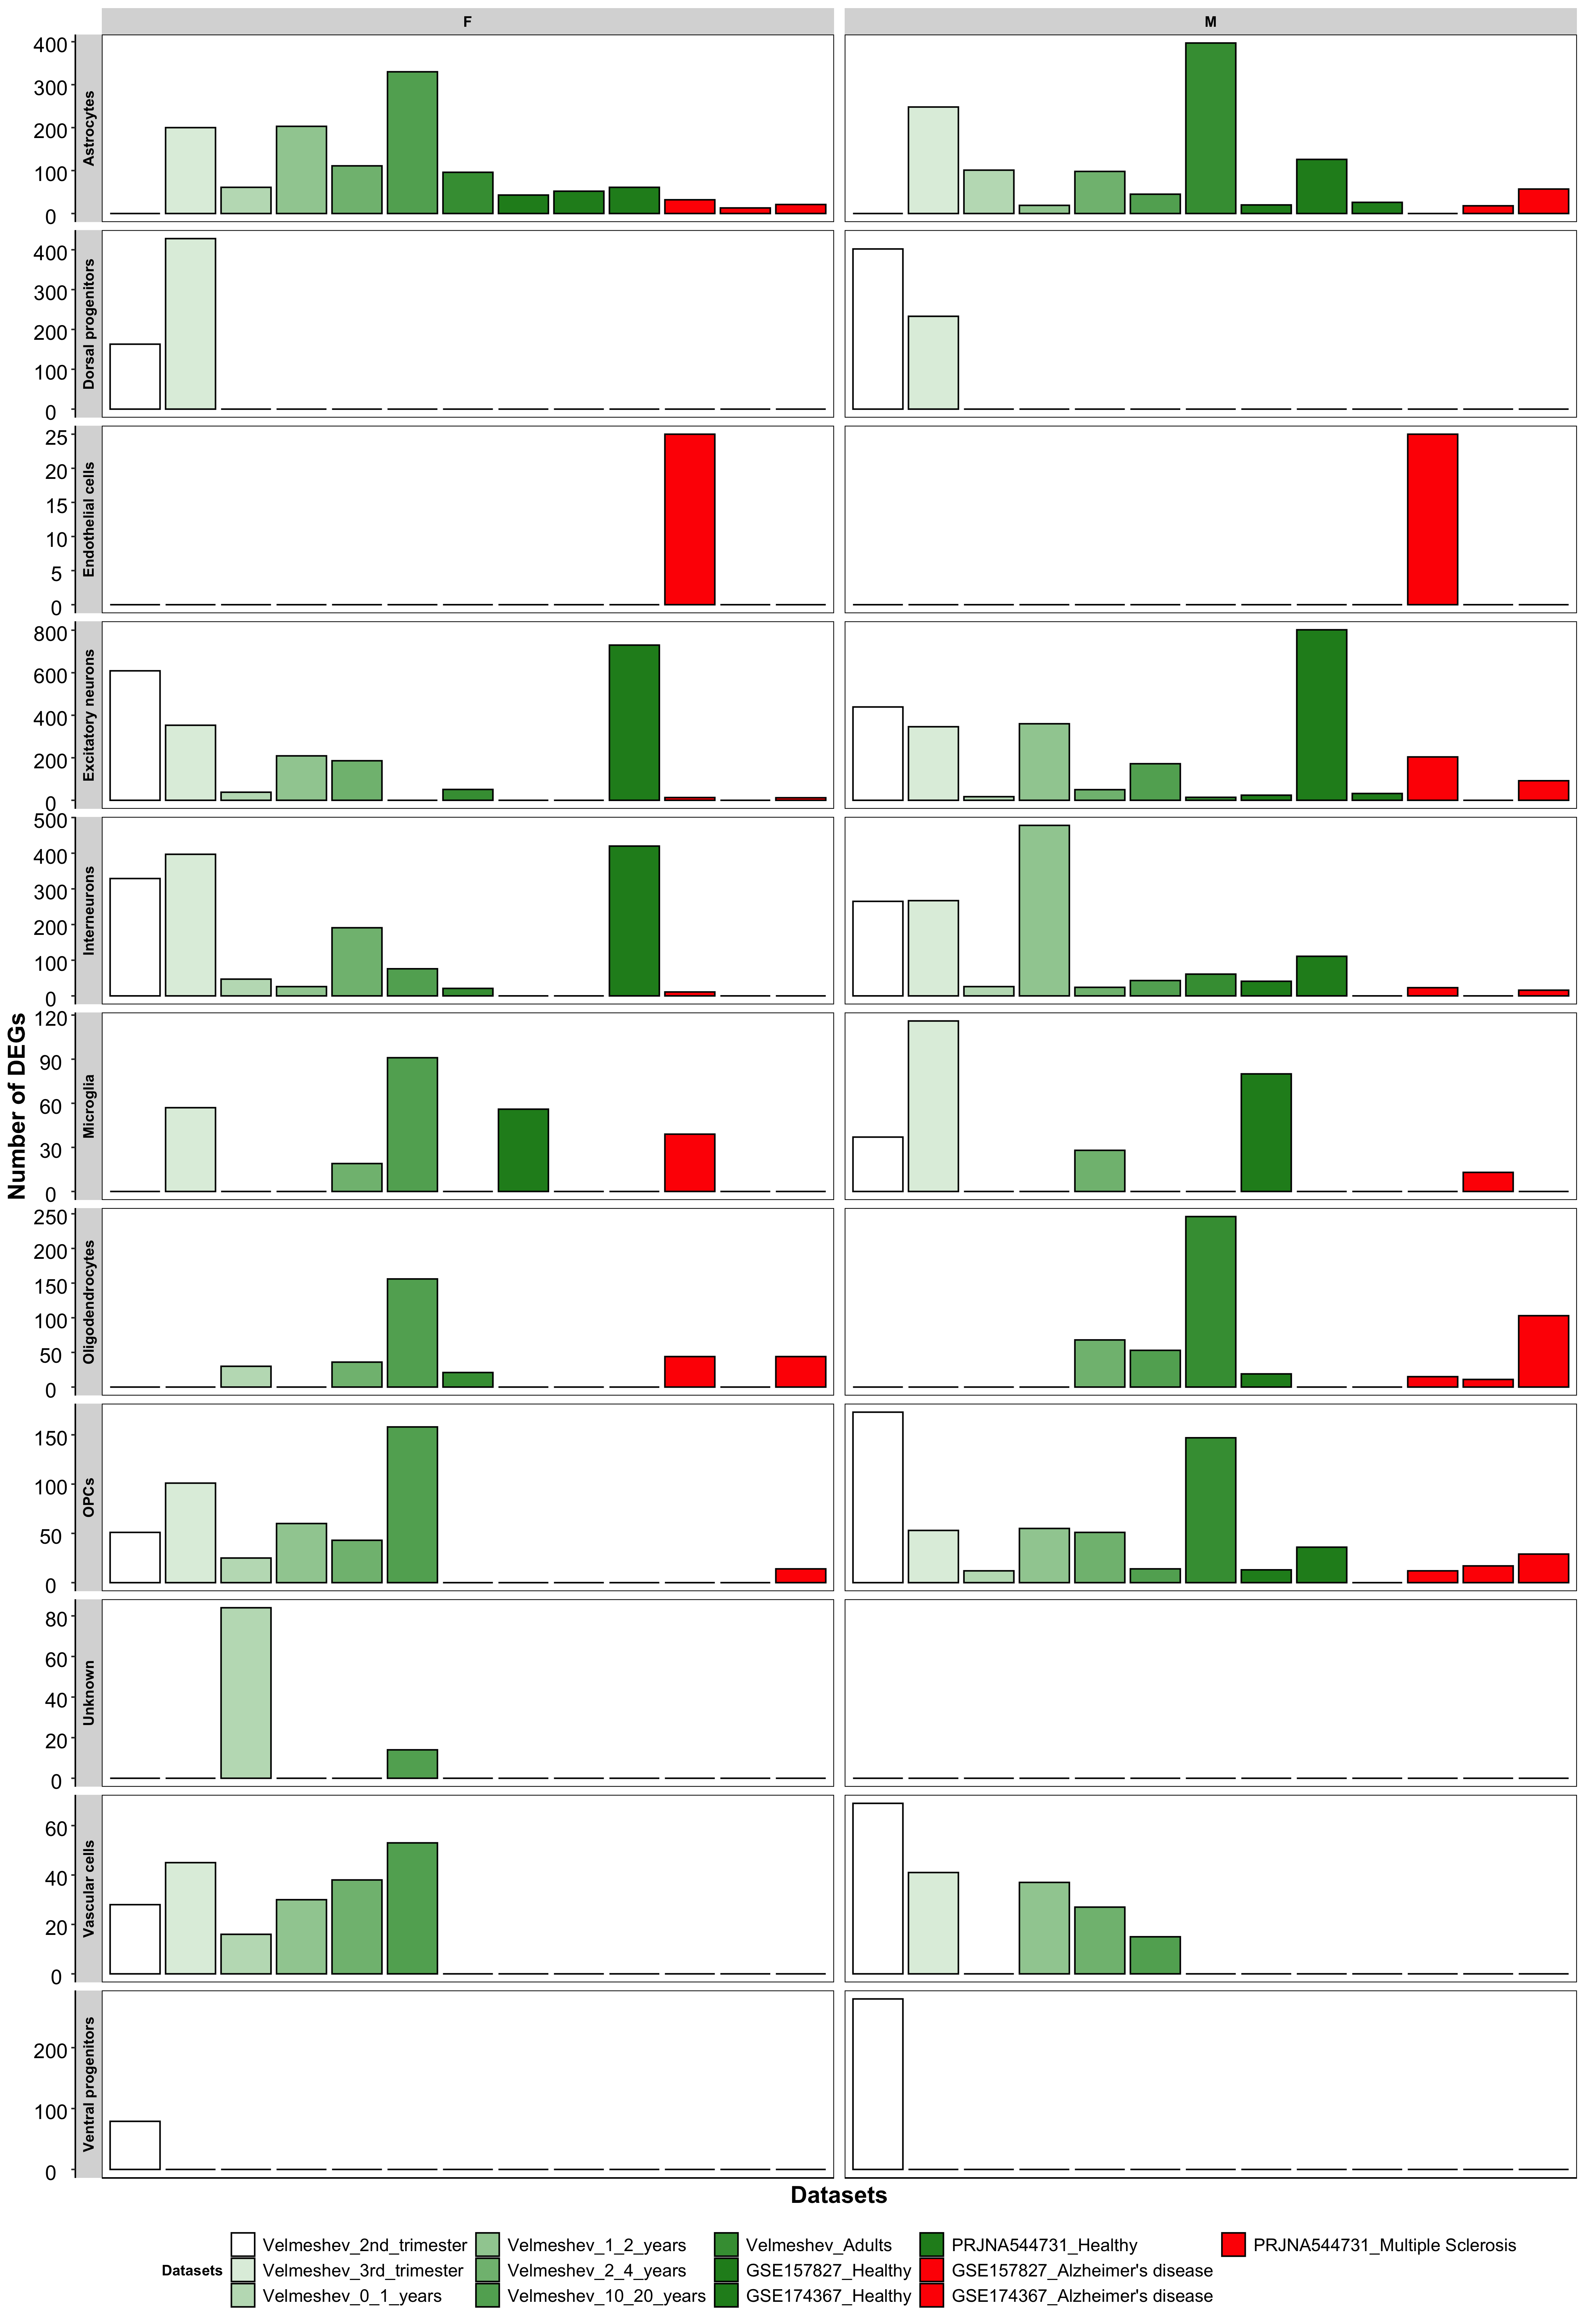 F
M
Astrocytes
400
300
200
100
0
Dorsal progenitors
400
300
200
100
0
Endothelial cells
25
20
15
10
5
0
Excitatory neurons
800
600
400
200
0
Interneurons
500
400
300
200
100
0
Microglia
120
90
60
30
0
Number of DEGs
Oligodendrocytes
250
200
150
100
50
0
OPCs
150
100
50
0
Unknown
80
60
40
20
0
Vascular cells
60
40
20
0
Ventral progenitors
200
100
0
Datasets
Datasets
Velmeshev_2nd_trimester
Velmeshev_3rd_trimester
Velmeshev_0_1_years
Velmeshev_1_2_years
Velmeshev_2_4_years
Velmeshev_10_20_years
Velmeshev_Adults
GSE157827_Healthy
GSE174367_Healthy
PRJNA544731_Healthy
GSE157827_Alzheimer's disease
GSE174367_Alzheimer's disease
PRJNA544731_Multiple Sclerosis